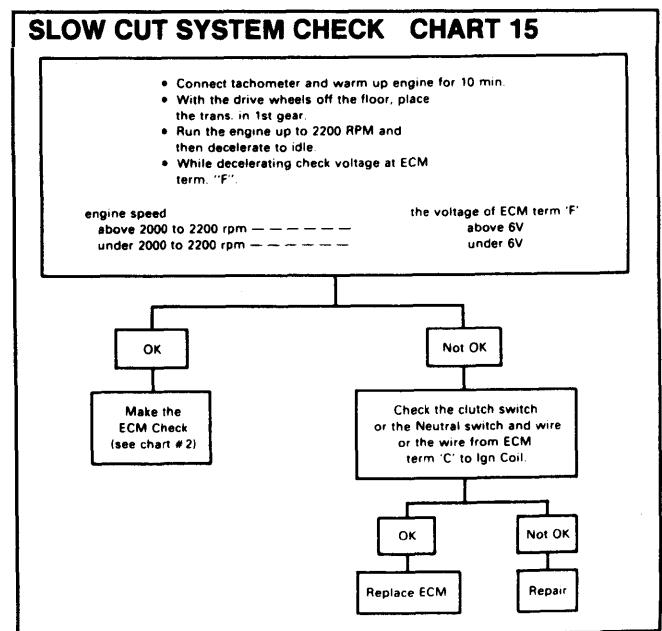 SLOW CUT SYSTEM CHECK CHART 15
• Connect tachometer and warm up engine for 10 min.
• With the drive wheels off the floor, place
the trans. in 1st gear.
• Run the engine up to 2200 RPM and
then decelerate to idle.
• While decelerating check voltage at ECM
term. "F".
engine speed the voltage of ECM term 'F'
above 2000 to 2200 rpm — — — — — — above 6V
under 2000 to 2200 rpm — — — — — — under 6V
OK
Not OK
Make the
ECM Check
(see chart #2)
Check the clutch switch
or the Neutral switch and wire
or the wire from ECM
term 'C' to Ign Coil.
OK
Not OK
Replace ECM
Repair